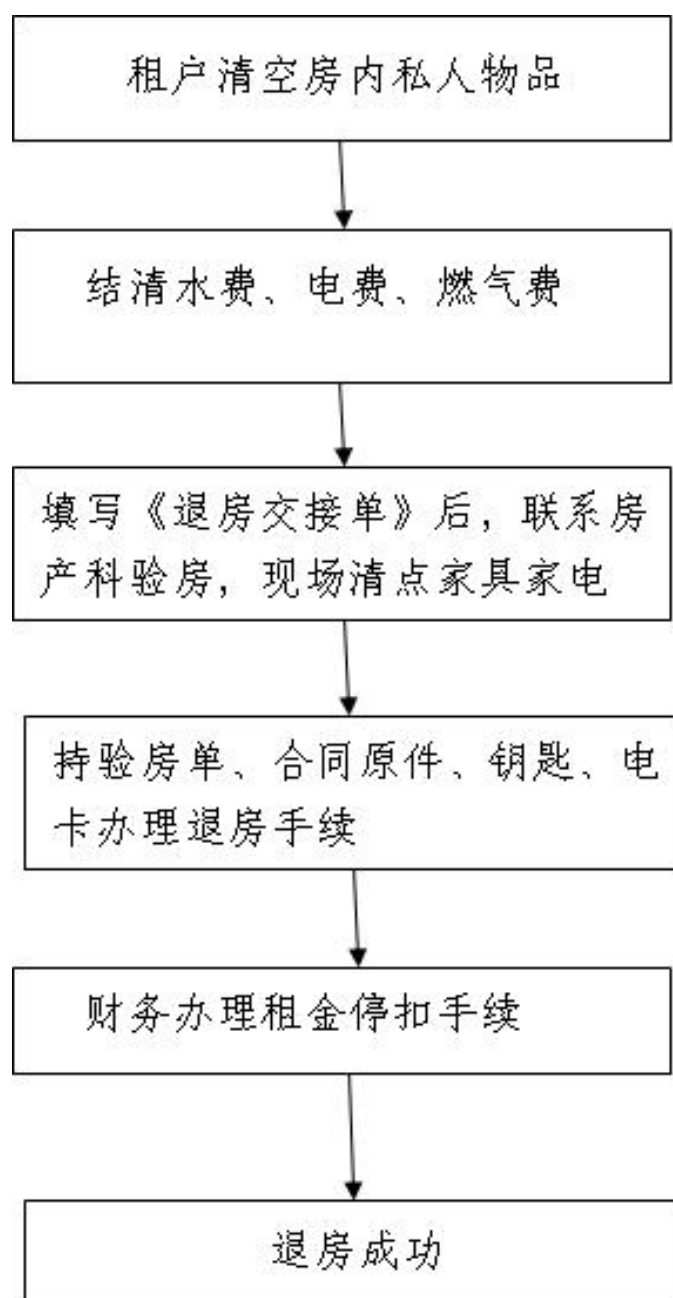 租户清空房内私人物品
结清水费、电费、燃气费
填写《退房交接单》后，联系房
产科验房，现场清点家具家电
持验房单、合同原件、钥匙、电
卡办理退房手续
财务办理租金停扣手续
退房成功